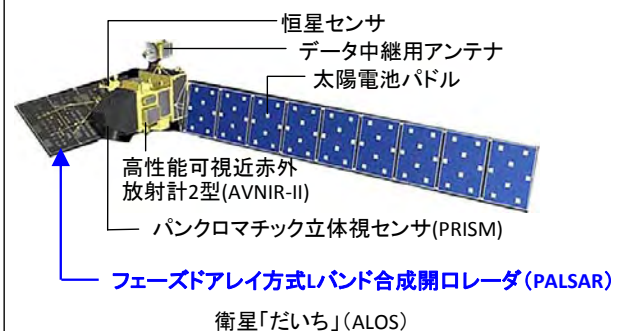 恒星センサ
データ中継用アンテナ
太陽電池パドル
高性能可視近赤外
放射計2型(AVNIR-II)
パンクロマチック立体視センサ(PRISM)
フェーズドアレイ方式Lバンド合成開口レーダ(PALSAR)
衛星「だいち」(ALOS)